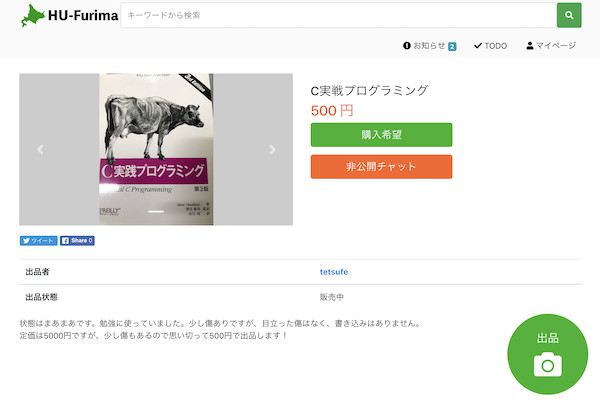 HU-Furima
キーワードから検索
お知らせ 2
TODO
マイページ
C実戦プログラミング
500 円
購入希望
非公開チャット
C実践プログラミング
al C Programming
第3版
O'REILLY
ツイート
Share 0
出品者
tetsufe
出品状態
販売中
状態はまあまあです。勉強に使っていました。少し傷ありですが、目立った傷はなく、書き込みはありません。
定価は5000円ですが、少し傷もあるので思い切って500円で出品します！
出品